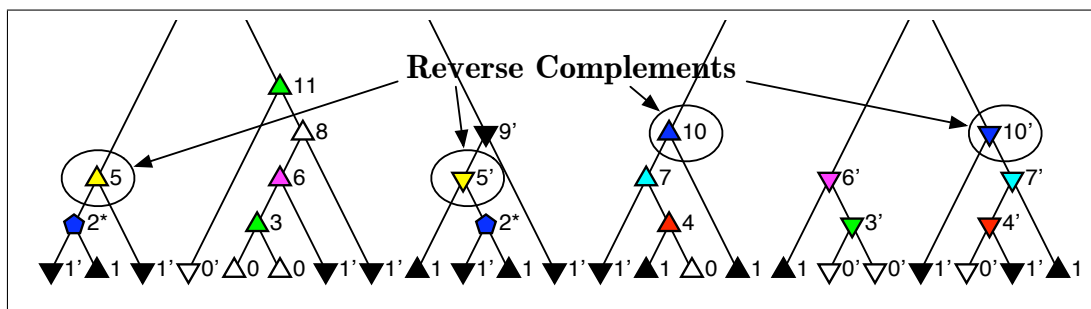 Reverse Complements
11
8 9' 10 10'
5 6 5' 7 6' 7'
2* 3 2* 4 3' 4'
1' 1 1' 0' 0 0 1' 1' 1 1' 1 1' 1' 1 0 1 1 0' 0' 1' 0' 1' 1